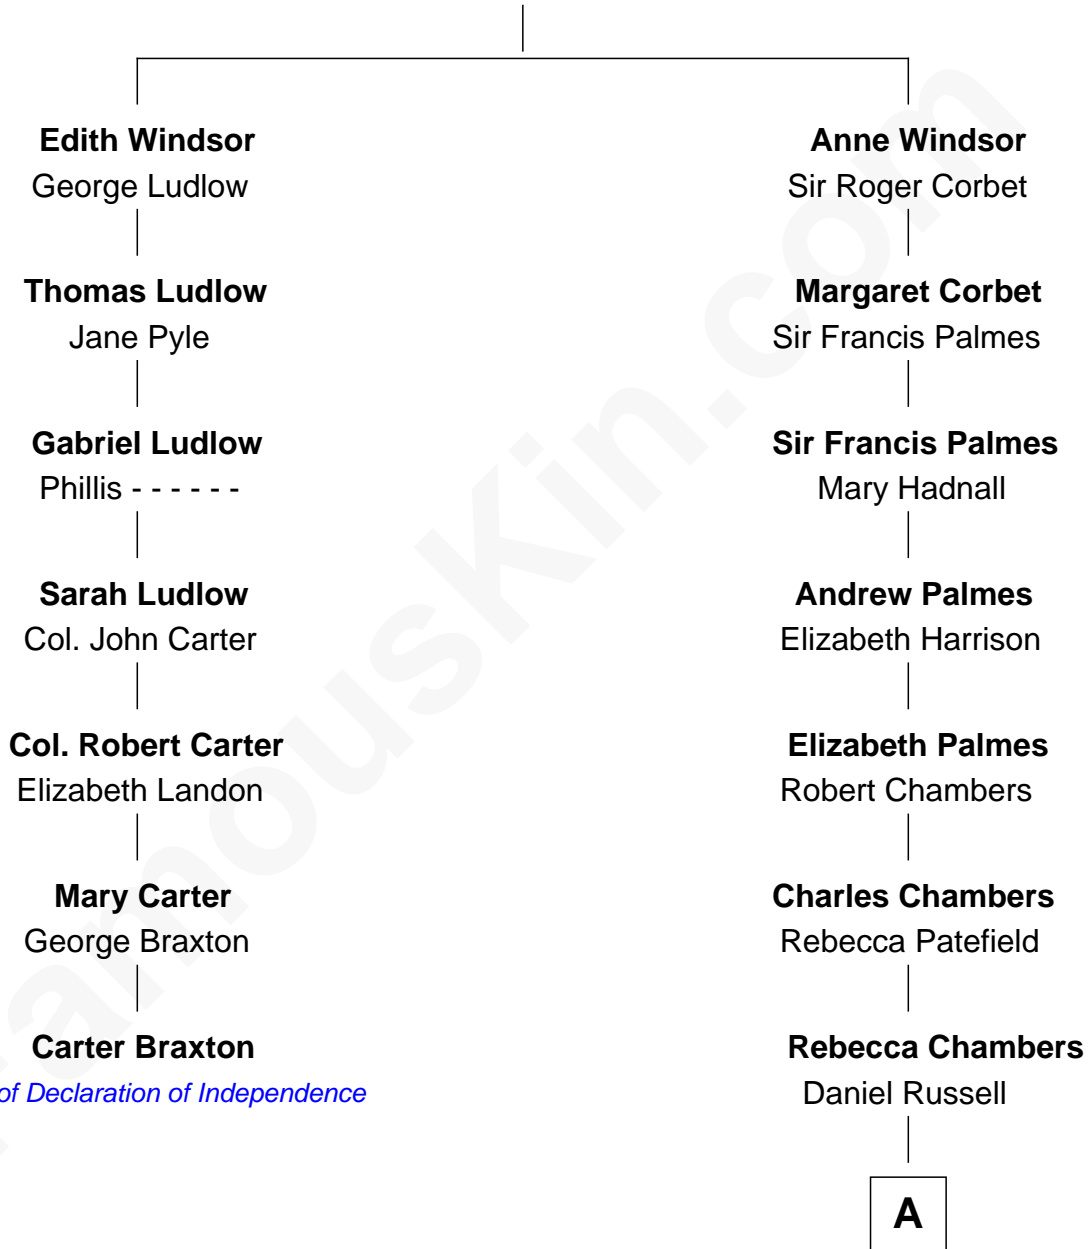 Edith Windsor
George Ludlow
Thomas Ludlow
Jane Pyle
Gabriel Ludlow
Phillis - - - - - -
Sarah Ludlow
Col. John Carter
Col. Robert Carter
Elizabeth Landon
Mary Carter
George Braxton
Carter Braxton
of Declaration of Independence
Anne Windsor
Sir Roger Corbet
Margaret Corbet
Sir Francis Palmes
Sir Francis Palmes
Mary Hadnall
Andrew Palmes
Elizabeth Harrison
Elizabeth Palmes
Robert Chambers
Charles Chambers
Rebecca Patefield
Rebecca Chambers
Daniel Russell
A
FamousKin.com